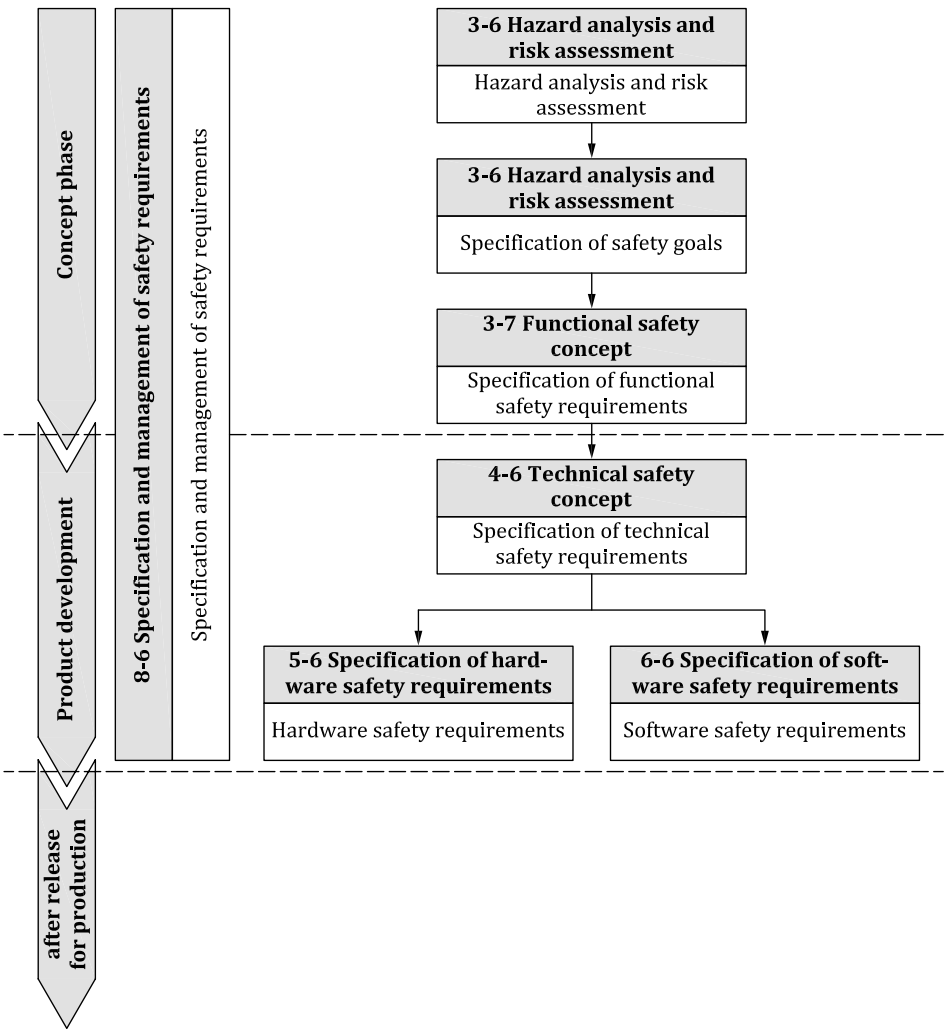 Concept phase
Product development
after release
for production
8-6 Specification and management of safety requirements
Specification and management of safety requirements
3-6 Hazard analysis and
risk assessment
Hazard analysis and risk
assessment
3-6 Hazard analysis and
risk assessment
Specification of safety goals
3-7 Functional safety
concept
Specification of functional
safety requirements
4-6 Technical safety
concept
Specification of technical
safety requirements
5-6 Specification of hard-
ware safety requirements
Hardware safety requirements
6-6 Specification of soft-
ware safety requirements
Software safety requirements